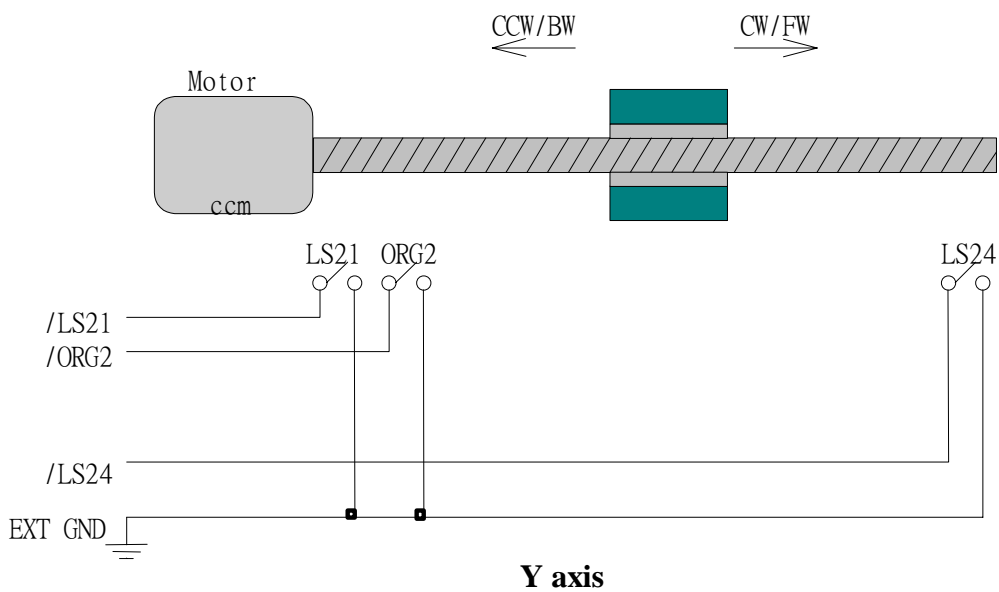 CCW/BW CW/FW
Motor
ccm
LS21 ORG2 LS24
/LS21
/ORG2
/LS24
EXT GND
Y axis